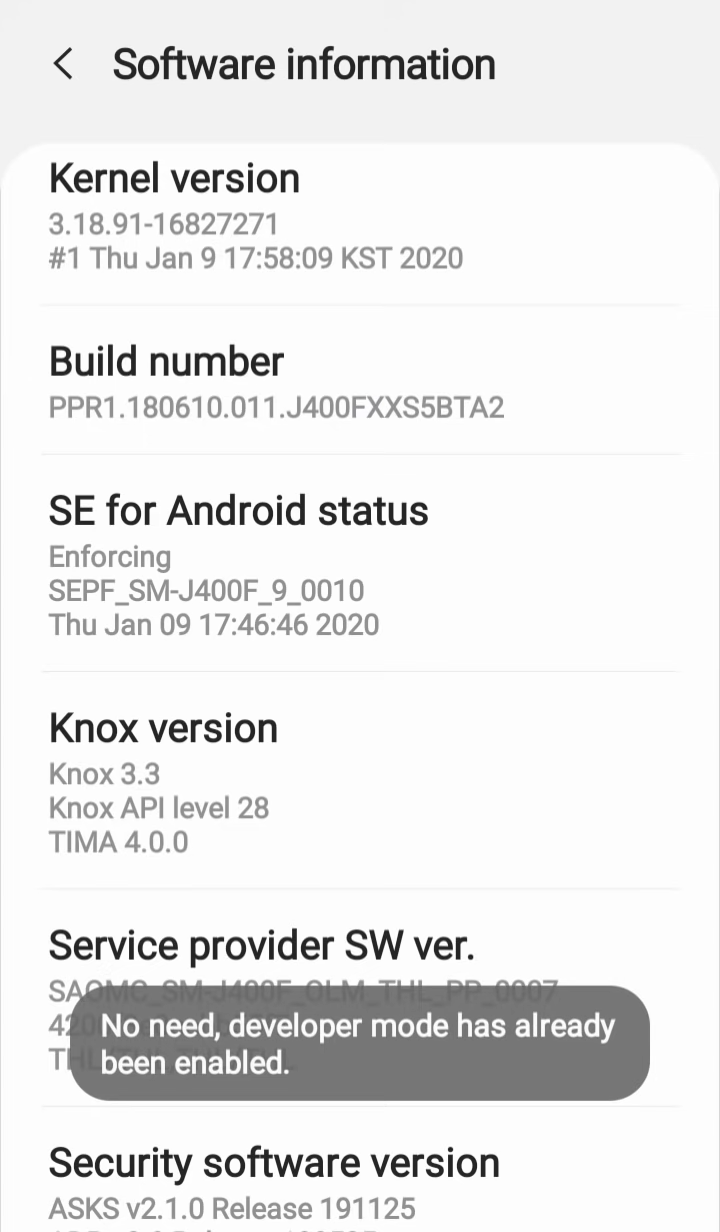 Software information
Kernel version
3.18.91-16827271
#1 Thu Jan 9 17:58:09 KST 2020
Build number
PPR1.180610.011.J400FXXS5BTA2
SE for Android status
Enforcing
SEPF_SM-J400F_9_0010
Thu Jan 09 17:46:46 2020
Knox version
Knox 3.3
Knox API level 28
TIMA 4.0.0
Service provider SW ver.
SAOMC_SM-J400F_OLM_THL_PP_0007
No need, developer mode has already
been enabled.
Security software version
ASKS v2.1.0 Release 191125